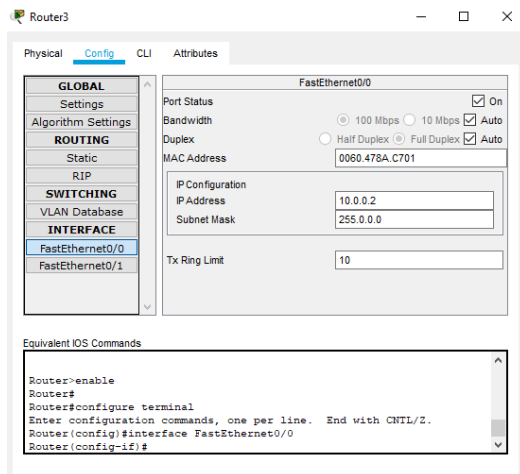 Router3
Physical Config CLI Attributes
GLOBAL
Settings
Algorithm Settings
ROUTING
Static
RIP
SWITCHING
VLAN Database
INTERFACE
FastEthernet0/0
FastEthernet0/1
FastEthernet0/0
Port Status On
Bandwidth 100 Mbps 10 Mbps Auto
Duplex Half Duplex Full Duplex Auto
MAC Address 0060.478A.C701
IP Configuration
IP Address 10.0.0.2
Subnet Mask 255.0.0.0
Tx Ring Limit 10
Equivalent IOS Commands
Router>enable
Router#
Router#configure terminal
Enter configuration commands, one per line. End with CNTL/Z.
Router(config)#interface FastEthernet0/0
Router(config-if)#